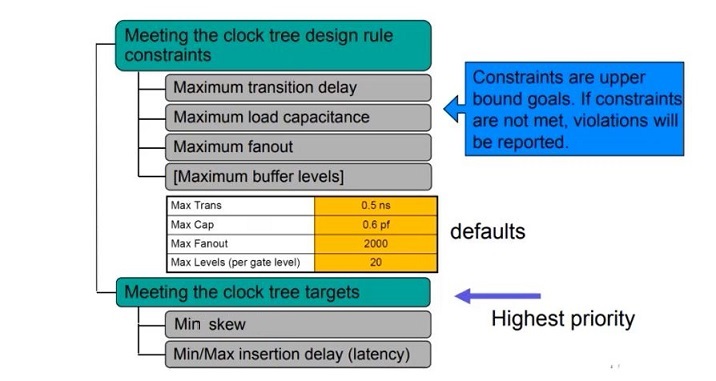 Meeting the clock tree design rule
constraints
Maximum transition delay
Maximum load capacitance
Maximum fanout
[Maximum buffer levels]
Constraints are upper
bound goals. If constraints
are not met, violations will
be reported.
Max Trans 0.5 ns
Max Cap 0.6 pf
Max Fanout 2000
Max Levels (per gate level) 20
defaults
Meeting the clock tree targets
Highest priority
Min skew
Min/Max insertion delay (latency)